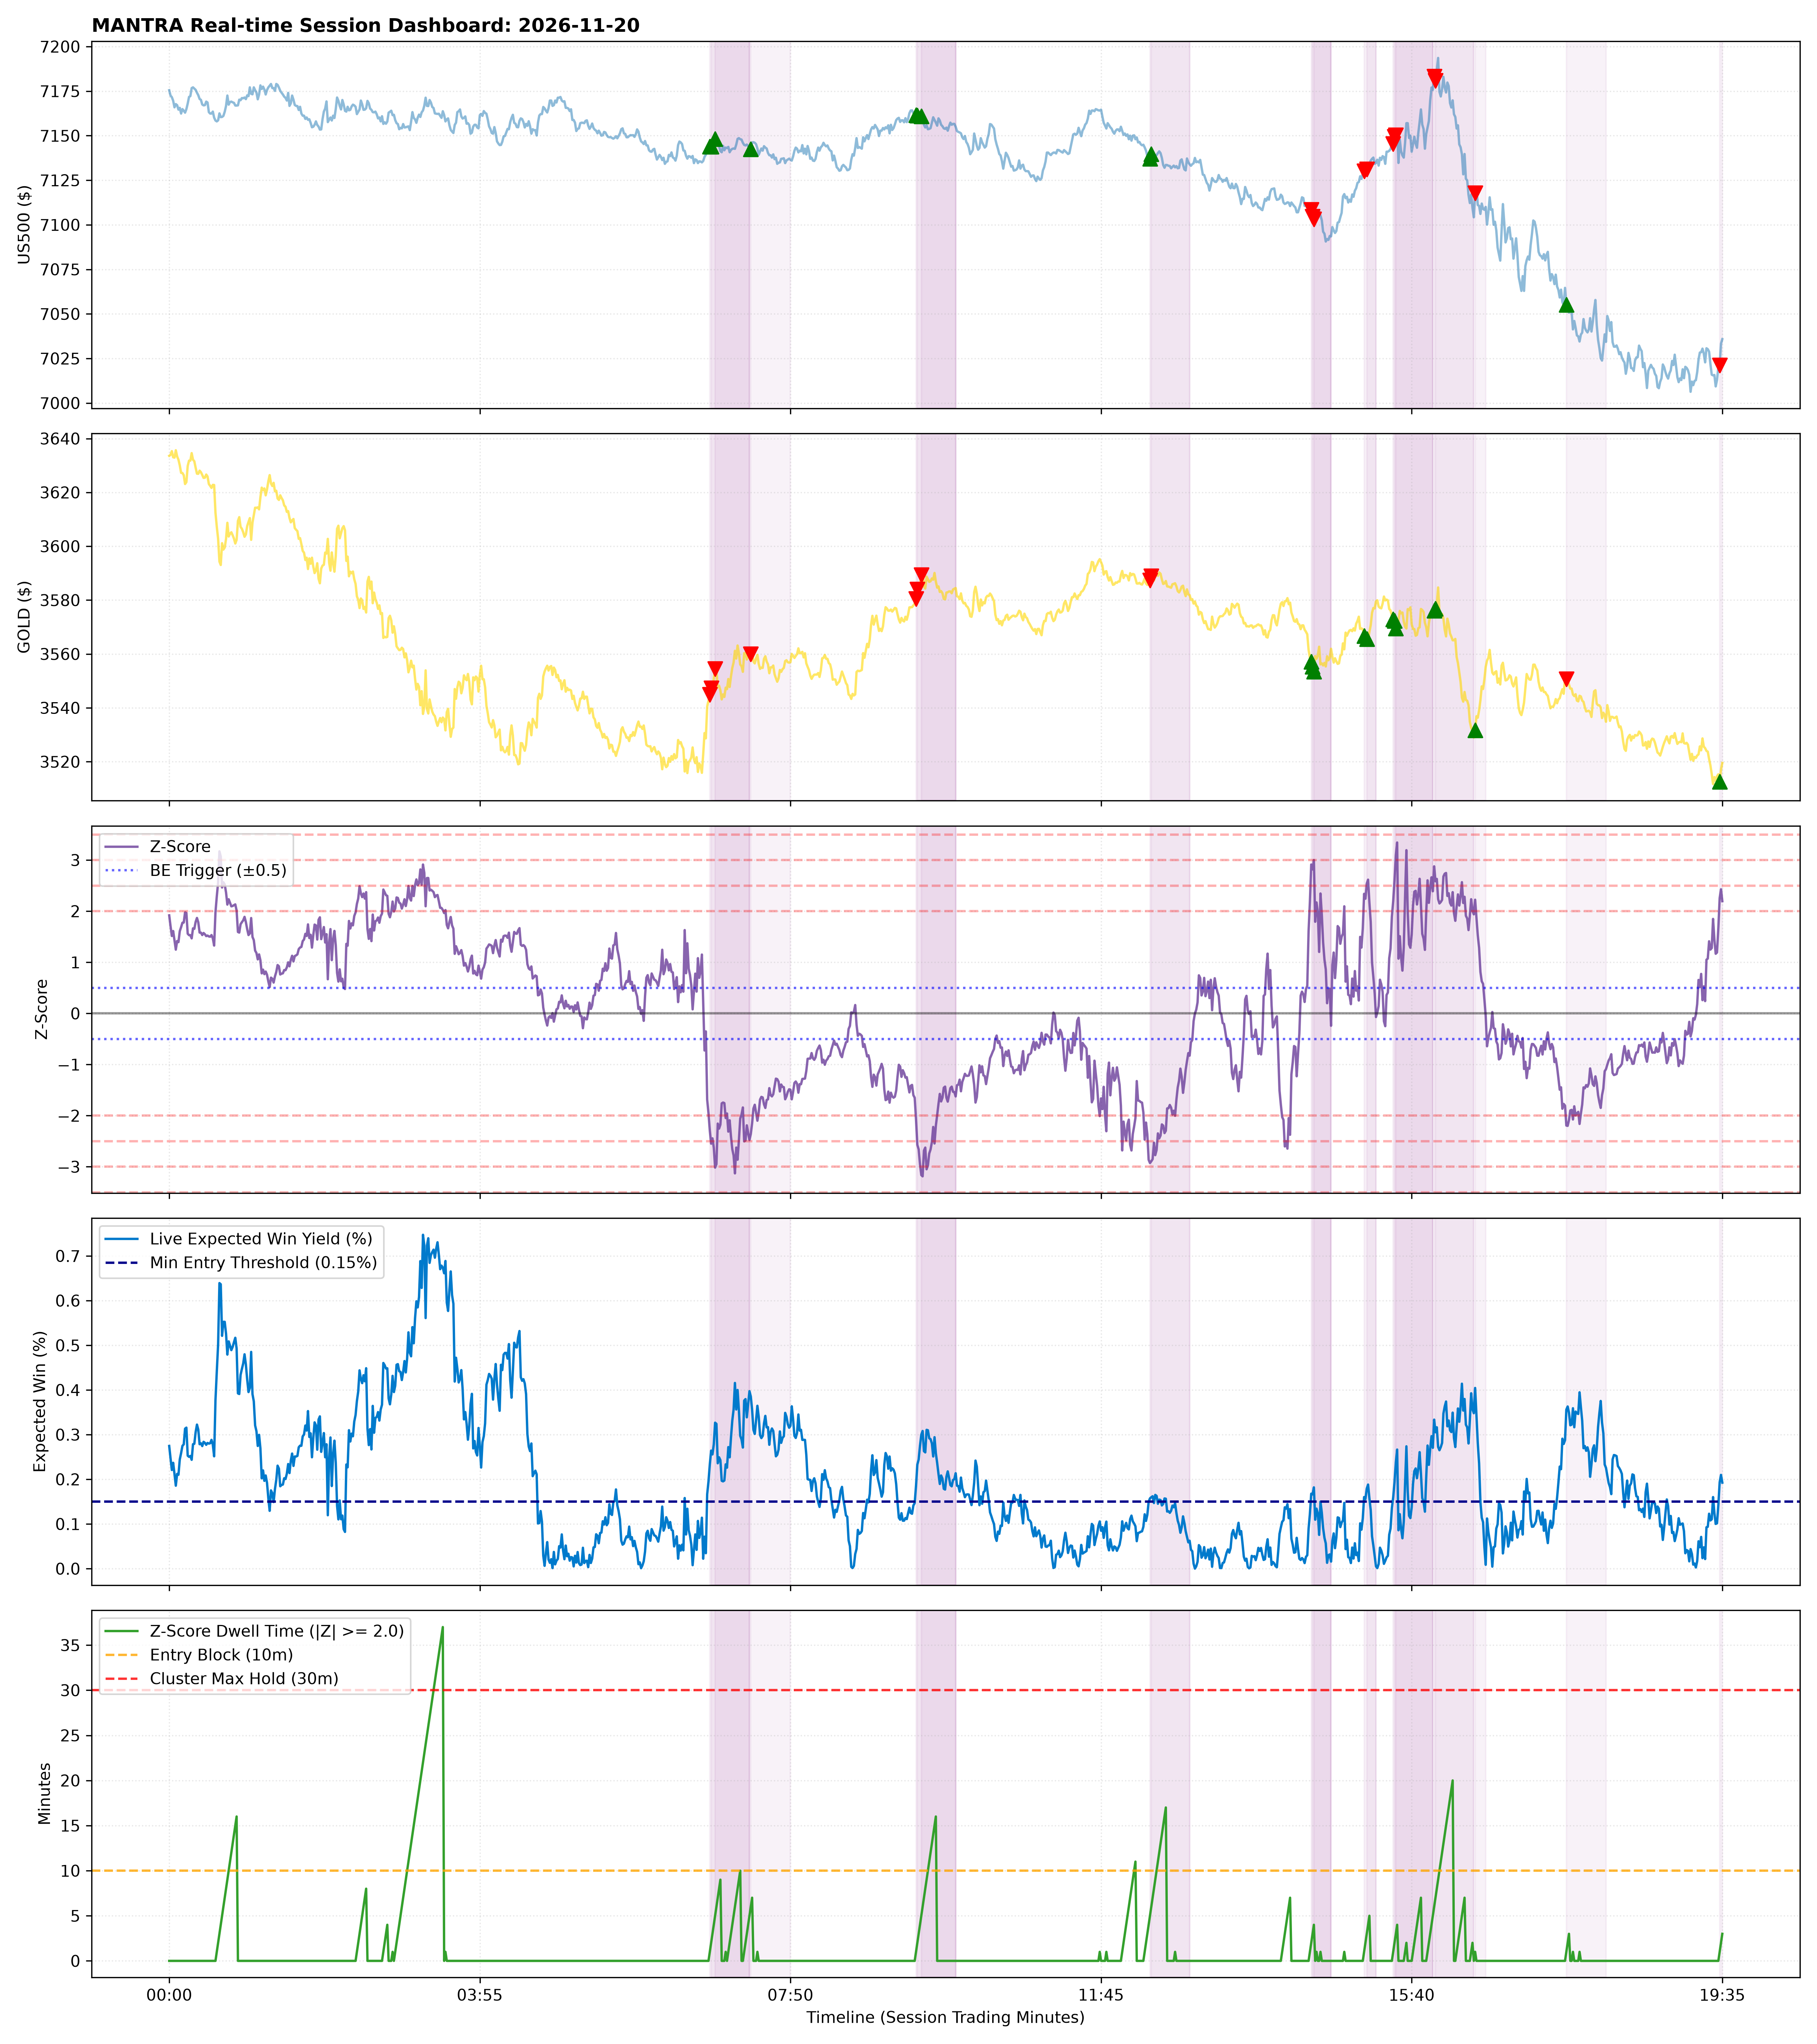 MANTRA Real-time Session Dashboard: 2026-11-20
7200
7175
7150
7125
7100
7075
7050
7025
7000
US500 ($)
3640
3620
3600
3580
3560
3540
3520
GOLD ($)
Z-Score
BE Trigger (±0.5)
3
2
1
0
−1
−2
−3
Z-Score
Live Expected Win Yield (%)
Min Entry Threshold (0.15%)
0.7
0.6
0.5
0.4
0.3
0.2
0.1
0.0
Expected Win (%)
Z-Score Dwell Time (|Z| >= 2.0)
Entry Block (10m)
Cluster Max Hold (30m)
35
30
25
20
15
10
5
0
Minutes
00:00 03:55 07:50 11:45 15:40 19:35
Timeline (Session Trading Minutes)